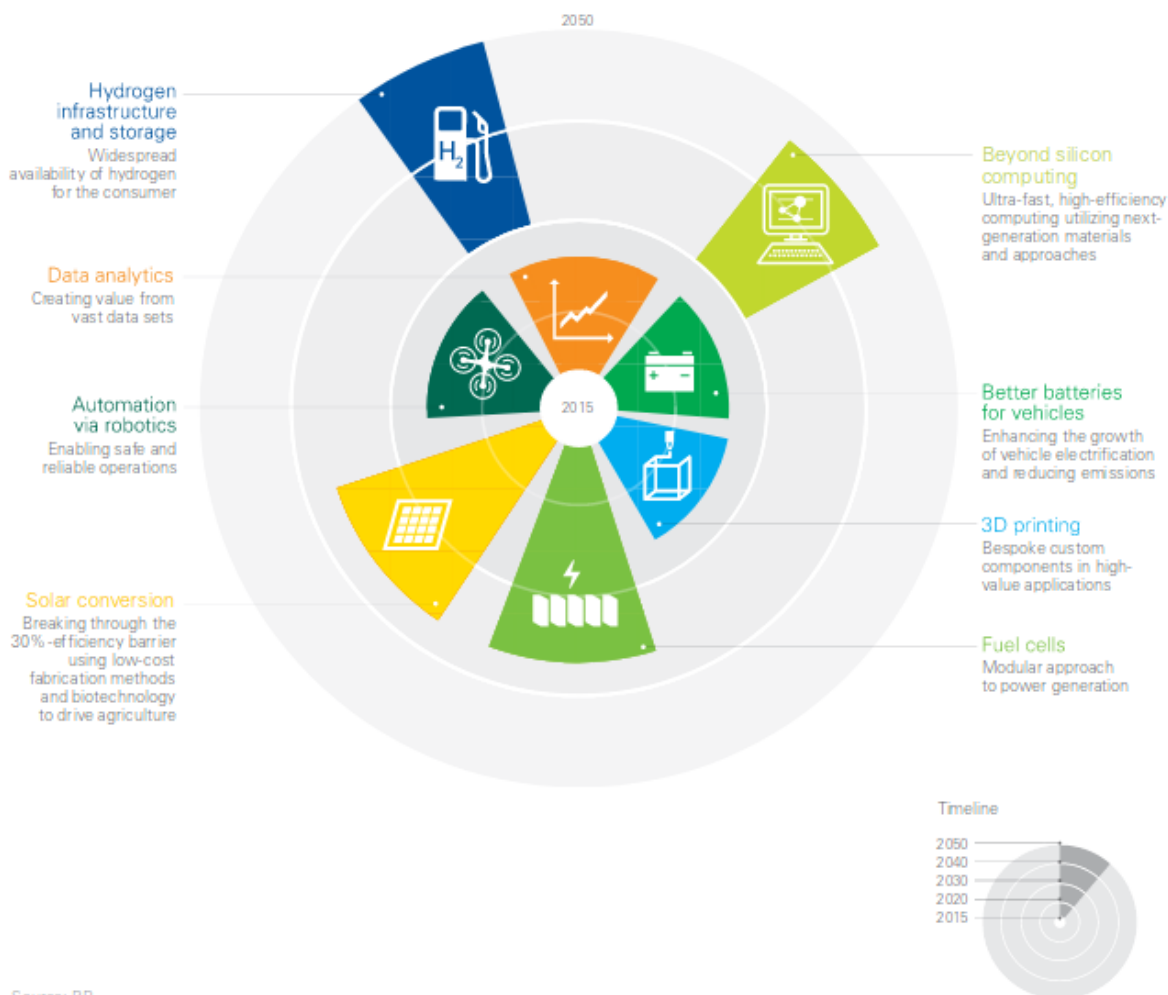 2050
Hydrogen
infrastructure
and storage
Widespread
availability of hydrogen
for the consumer
H2
Data analytics
Creating value from
vast data sets
Automation
via robotics
Enabling safe and
reliable operations
Solar conversion
Breaking through the
30%-efficiency barrier
using low-cost
fabrication methods
and biotechnology
to drive agriculture
2015
Beyond silicon
computing
Ultra-fast, high-efficiency
computing utilizing next-
generation materials
and approaches
Better batteries
for vehicles
Enhancing the growth
of vehicle electrification
and reducing emissions
3D printing
Bespoke custom
components in high-
value applications
Fuel cells
Modular approach
to power generation
Timeline
2050
2040
2030
2020
2015